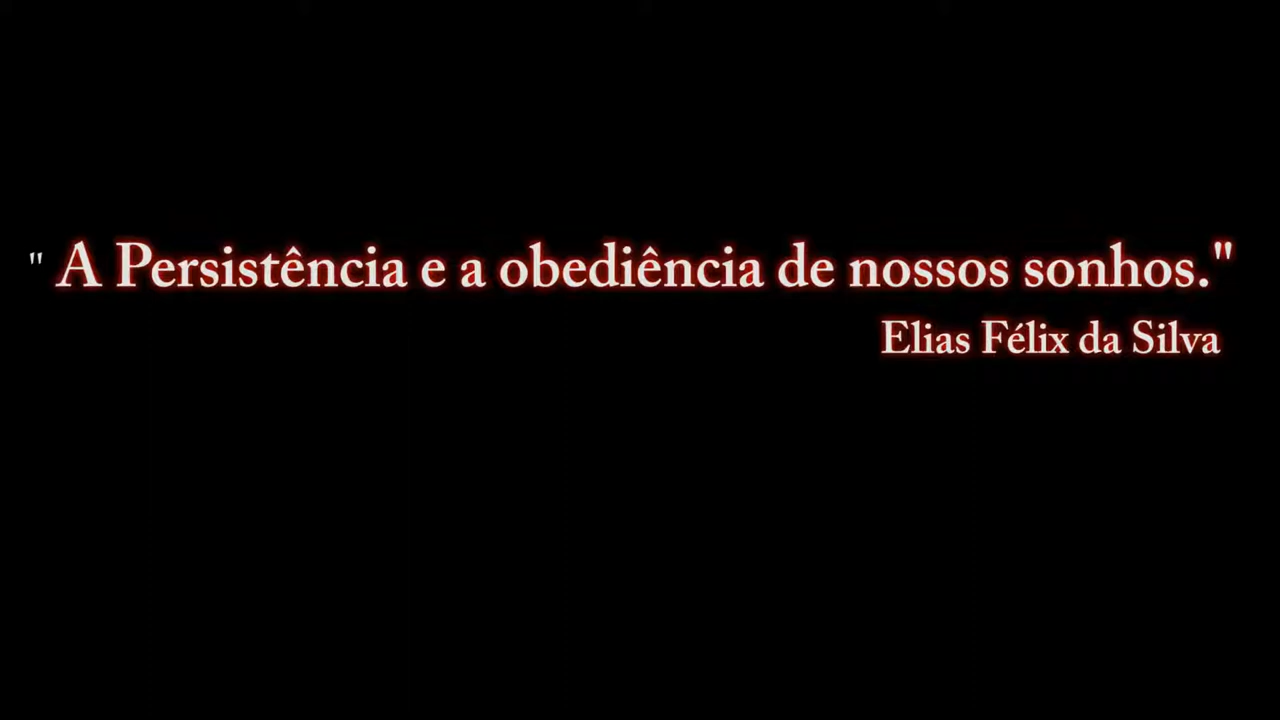 " A Persistência e a obediência de nossos sonhos."
Elias Félix da Silva